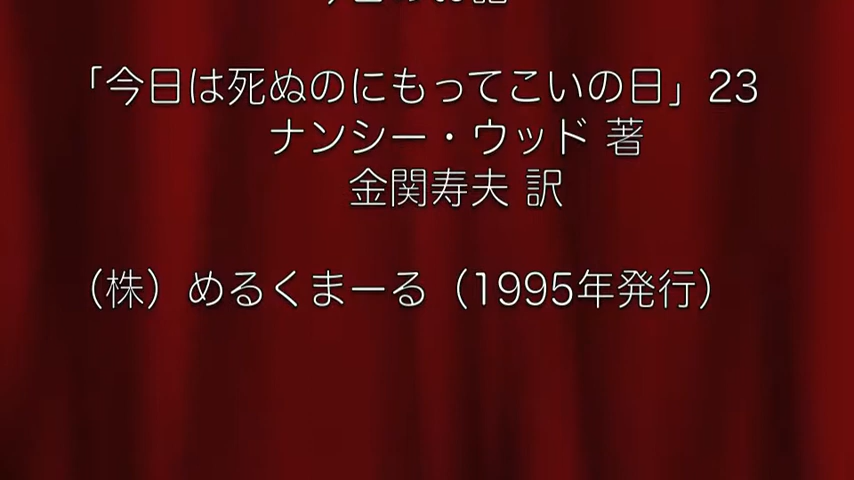 「今日は死ぬのにもってこいの日」23
ナンシー・ウッド 著
金関寿夫 訳
（株）めるくまーる（1995年発行）